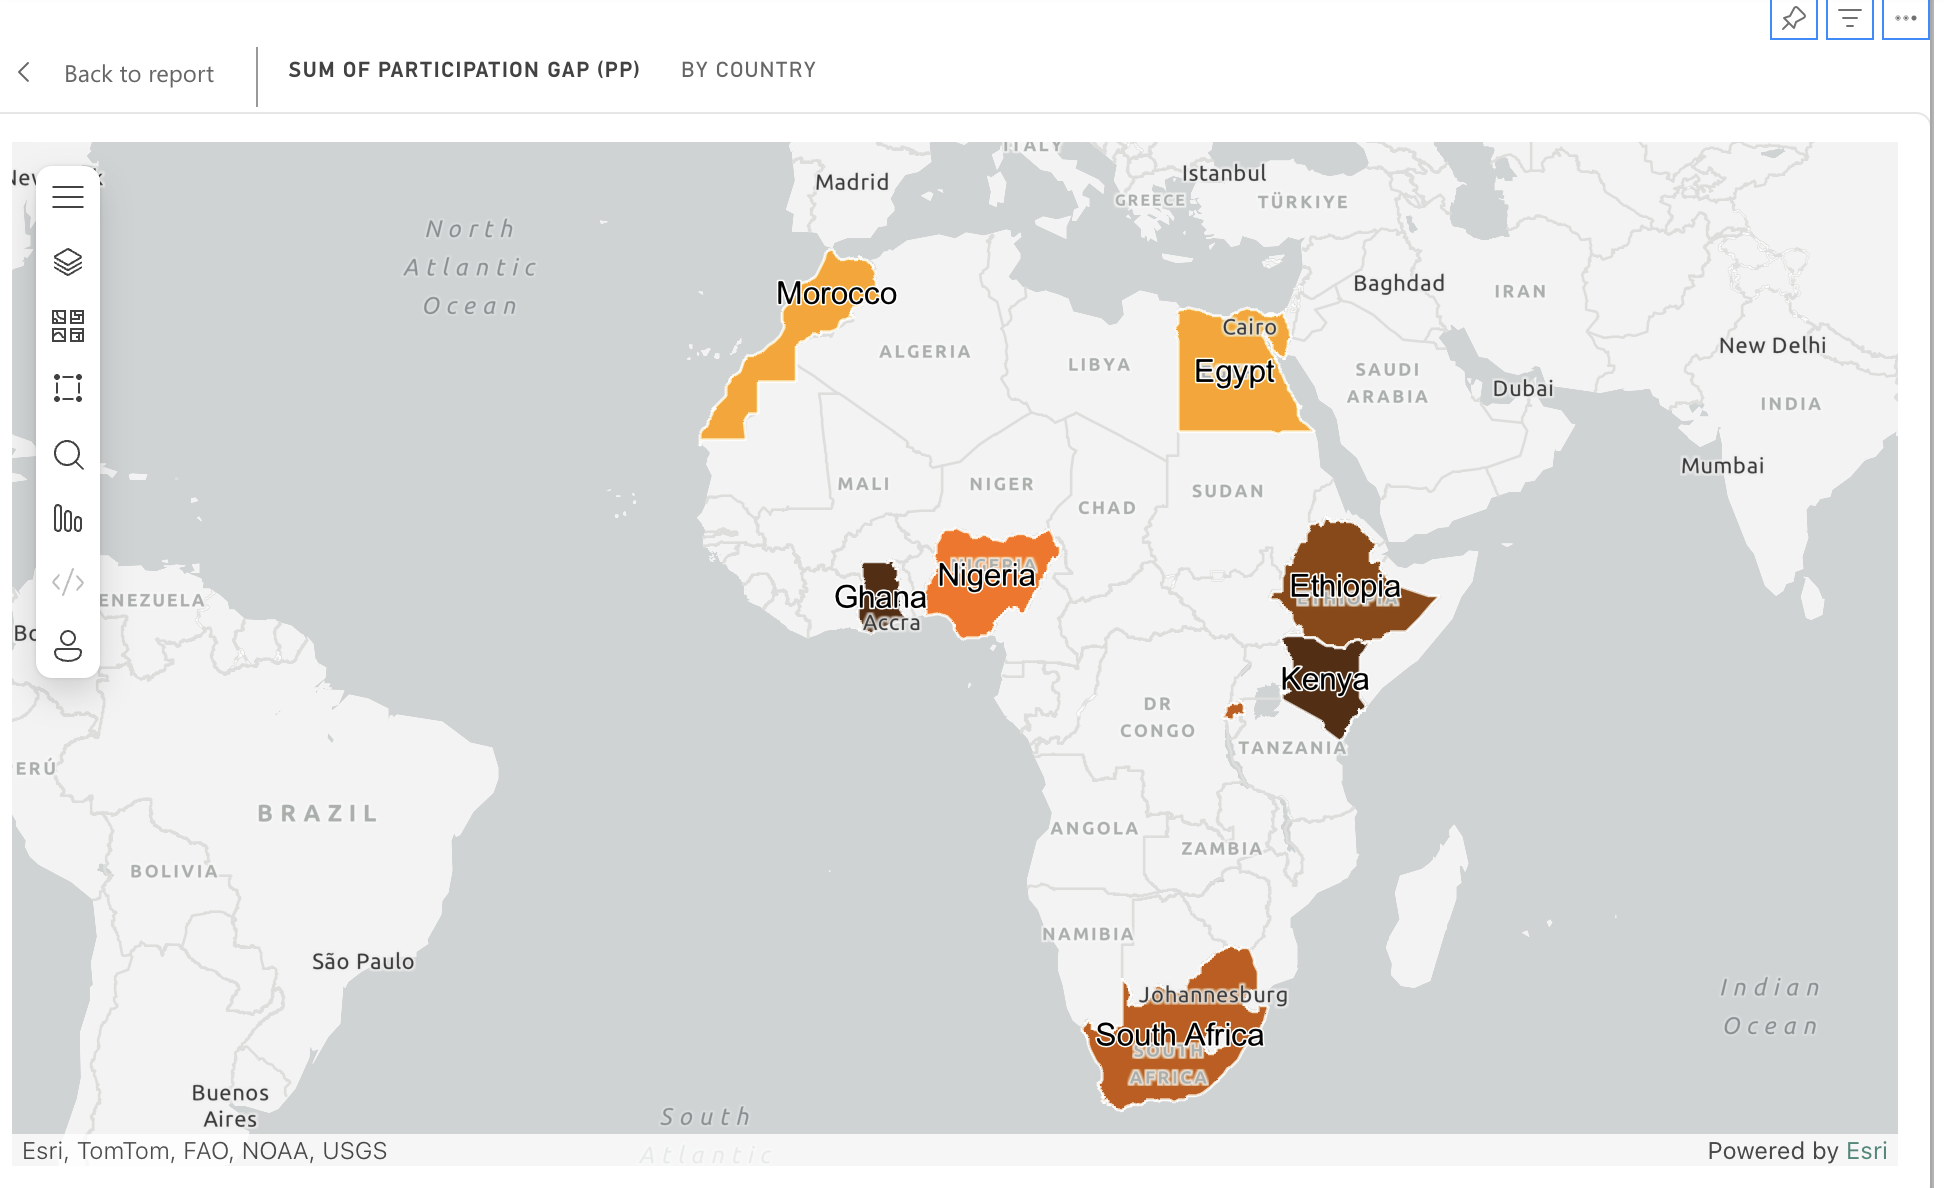 Back to report
SUM OF PARTICIPATION GAP (PP) BY COUNTRY
ITALY
Madrid
Istanbul
GREECE
TÜRKIYE
North
Atlantic
Ocean
Morocco
Baghdad
IRAN
Cairo
ALGERIA
LIBYA
Egypt
SAUDI
ARABIA
Dubai
New Delhi
INDIA
Mumbai
MALI
NIGER
CHAD
SUDAN
NIGERIA
Nigeria
Ghana
Accra
Ethiopia
ETHIOPIA
ENEZUELA
Bo
Kenya
DR
CONGO
TANZANIA
ERÚ
BRAZIL
ANGOLA
ZAMBIA
BOLIVIA
NAMIBIA
São Paulo
Johannesburg
South Africa
SOUTH
AFRICA
Indian
Ocean
Buenos
Aires
South
Atlantic
Esri, TomTom, FAO, NOAA, USGS
Powered by Esri